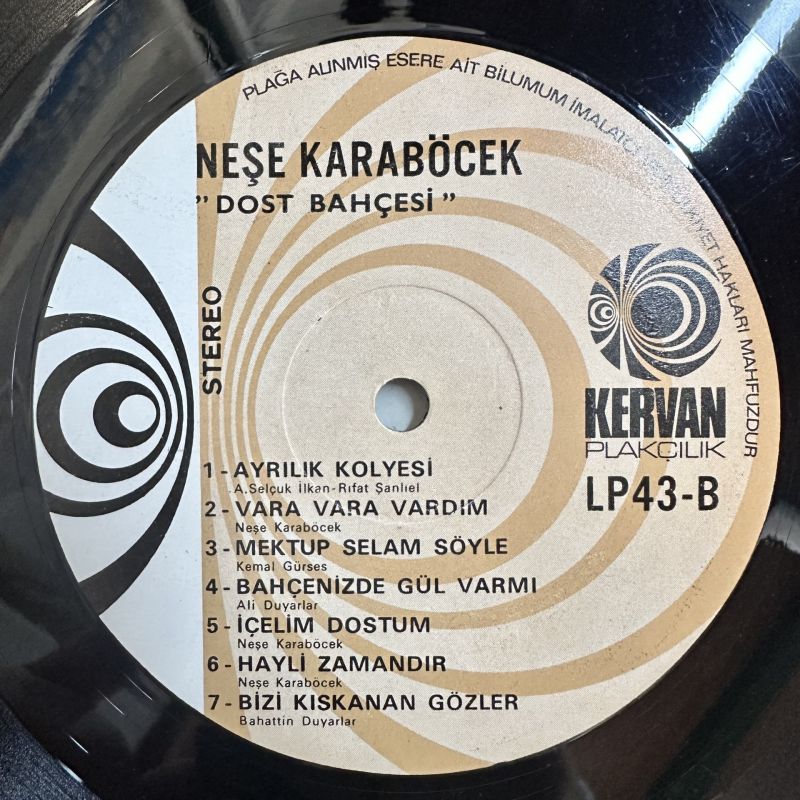 PLAĞA ALINMIŞ ESERE AİT BİLUMUM İMALATÇI HAKLARI MAHFUZDUR
NEŞE KARABÖCEK
"DOST BAHÇESİ"
STEREO
KERVAN
PLAKCILIK
LP43-B
1-AYRILIK KOLYESİ
A.Selçuk İlkan-Rıfat Şanlıel
2-VARA VARA VARDIM
Neşe Karaböcek
3-MEKTUP SELAM SÖYLE
Kemal Gürses
4-BAHÇENİZDE GÜL VARMI
Ali Duyarlar
5-İÇELİM DOSTUM
Neşe Karaböcek
6-HAYLİ ZAMANDIR
Neşe Karaböcek
7-BİZİ KISKANAN GÖZLER
Bahattin Duyarlar